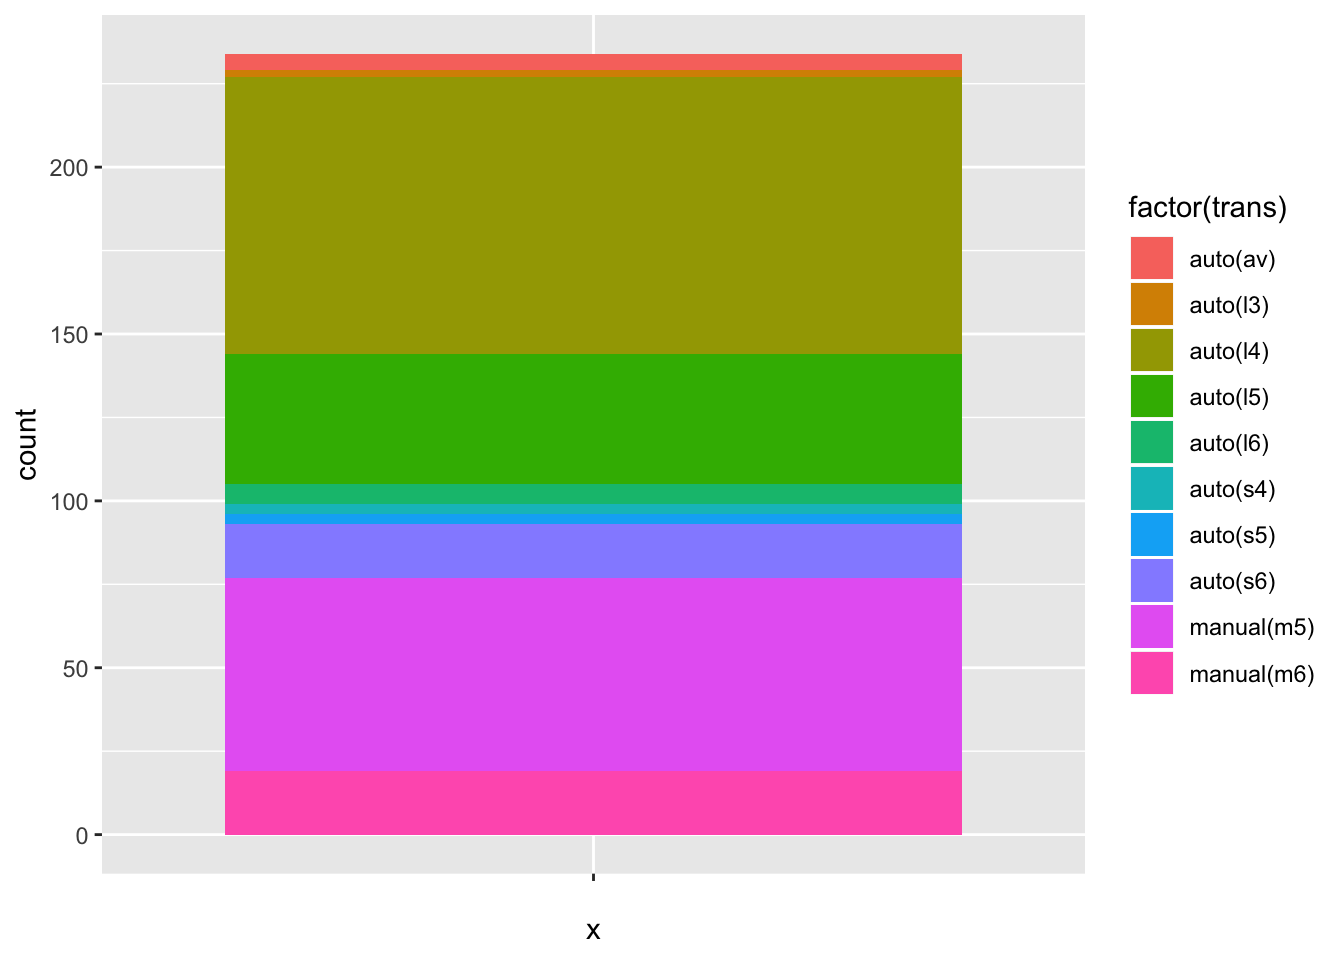 200
150
100
50
0
count
x
factor(trans)
auto(av)
auto(l3)
auto(l4)
auto(l5)
auto(l6)
auto(s4)
auto(s5)
auto(s6)
manual(m5)
manual(m6)